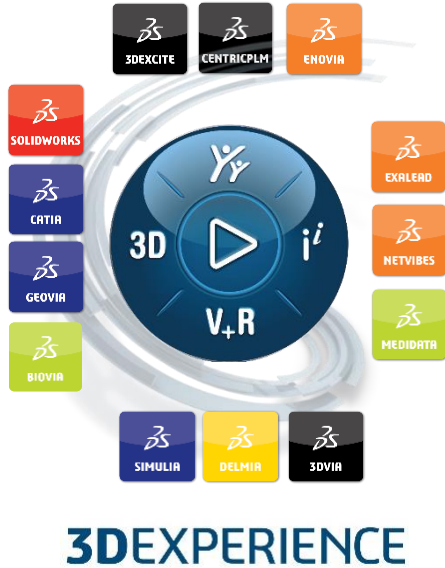 3DEXCITE
CENTRICPLM
ENOVIA
SOLIDWORKS
EXALEAD
CATIA
3D
i i
NETVIBES
GEOVIA
V+R
MEDIDATA
BIOVIA
SIMULIA
DELMIA
3DVIA
3DEXPERIENCE